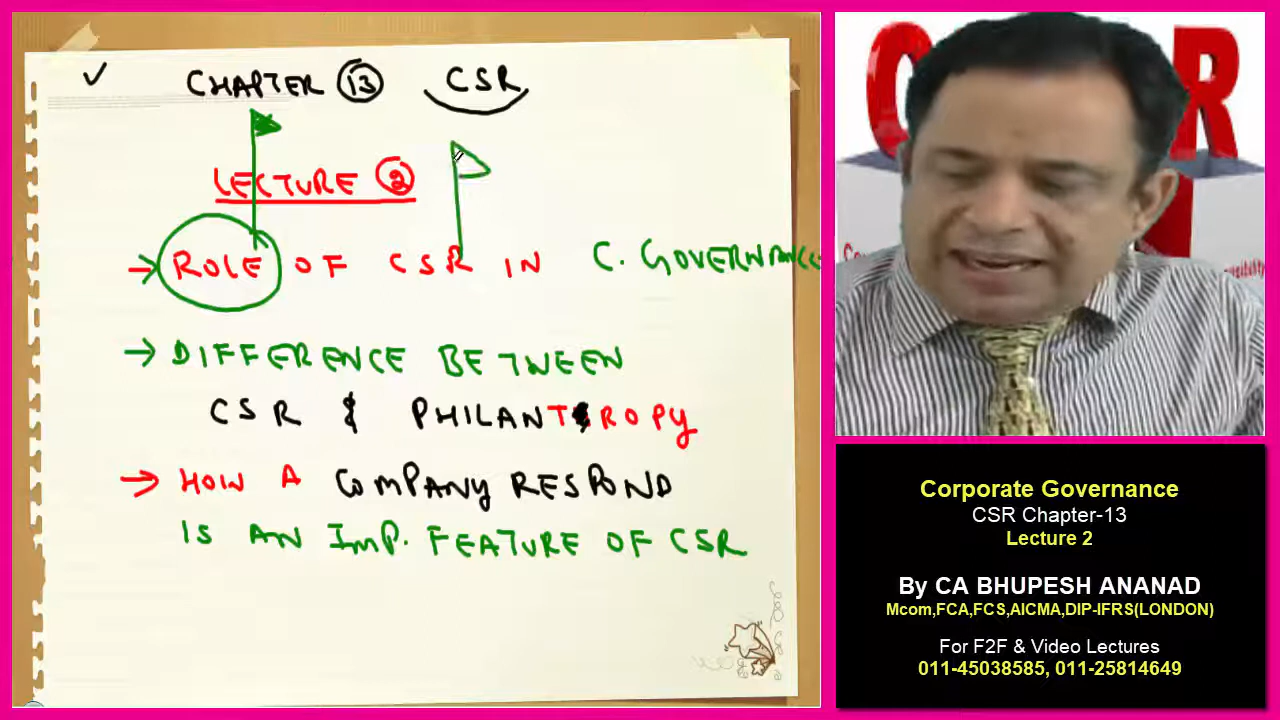 ✓ CHAPTER 13 CSR
LECTURE 2
→ ROLE OF CSR IN C. GOVERNANCE
→ DIFFERENCE BETWEEN
CSR & PHILANTROPY
→ HOW A COMPANY RESPOND
IS AN IMP. FEATURE OF CSR
Corporate Governance
CSR Chapter-13
Lecture 2
By CA BHUPESH ANANAD
Mcom,FCA,FCS,AICMA,DIP-IFRS(LONDON)
For F2F & Video Lectures
011-45038585, 011-25814649